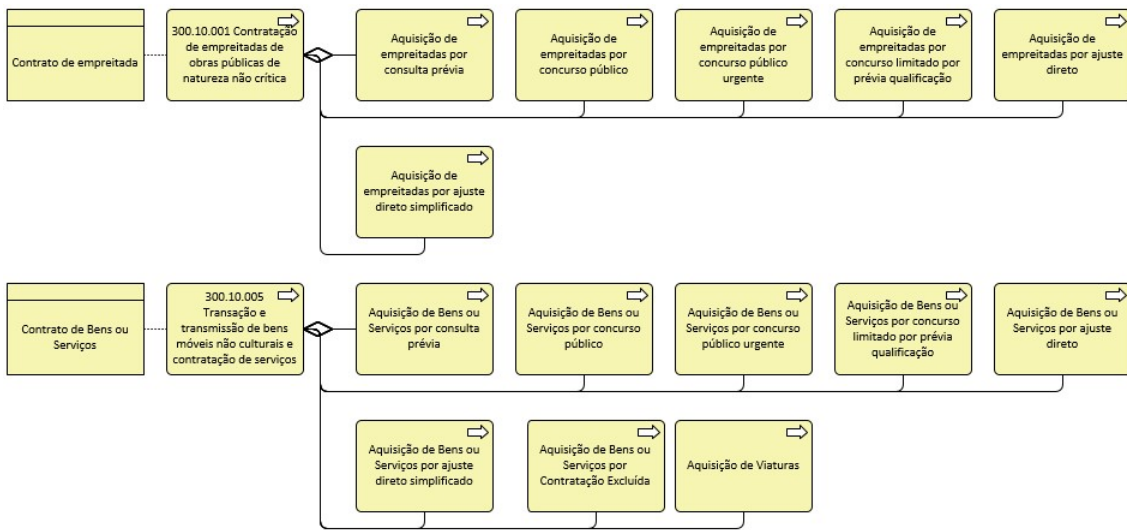 Contrato de empreitada
300.10.001 Contratação
de empreitadas de
obras públicas de
natureza não crítica
Aquisição de
empreitadas por
consulta prévia
Aquisição de
empreitadas por
concurso público
Aquisição de
empreitadas por
concurso público
urgente
Aquisição de
empreitadas por
concurso limitado por
prévia qualificação
Aquisição de
empreitadas por ajuste
direto
Aquisição de
empreitadas por ajuste
direto simplificado
Contrato de Bens ou
Serviços
300.10.005
Transação e
transmissão de bens
móveis não culturais e
contratação de serviços
Aquisição de Bens ou
Serviços por consulta
prévia
Aquisição de Bens ou
Serviços por concurso
público
Aquisição de Bens ou
Serviços por concurso
público urgente
Aquisição de Bens ou
Serviços por concurso
limitado por prévia
qualificação
Aquisição de Bens ou
Serviços por ajuste
direto
Aquisição de Bens ou
Serviços por ajuste
direto simplificado
Aquisição de Bens ou
Serviços por
Contratação Excluída
Aquisição de Viaturas